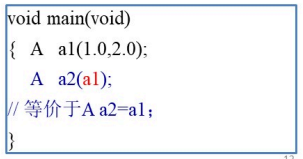 void main(void)
{ A a1(1.0,2.0);
A a2(a1);
// 等价于A a2=a1;
}